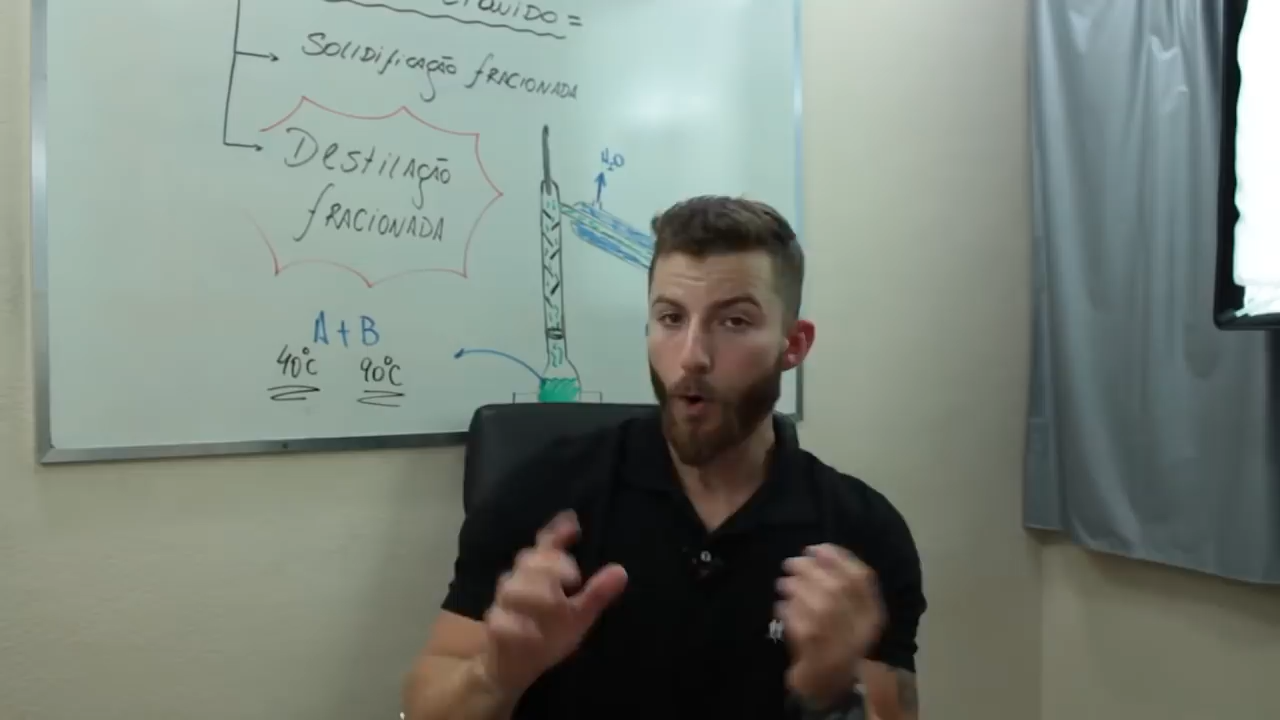 Solidificação fracionada
Destilação
fracionada
H₂O
A + B
40°C 90°C